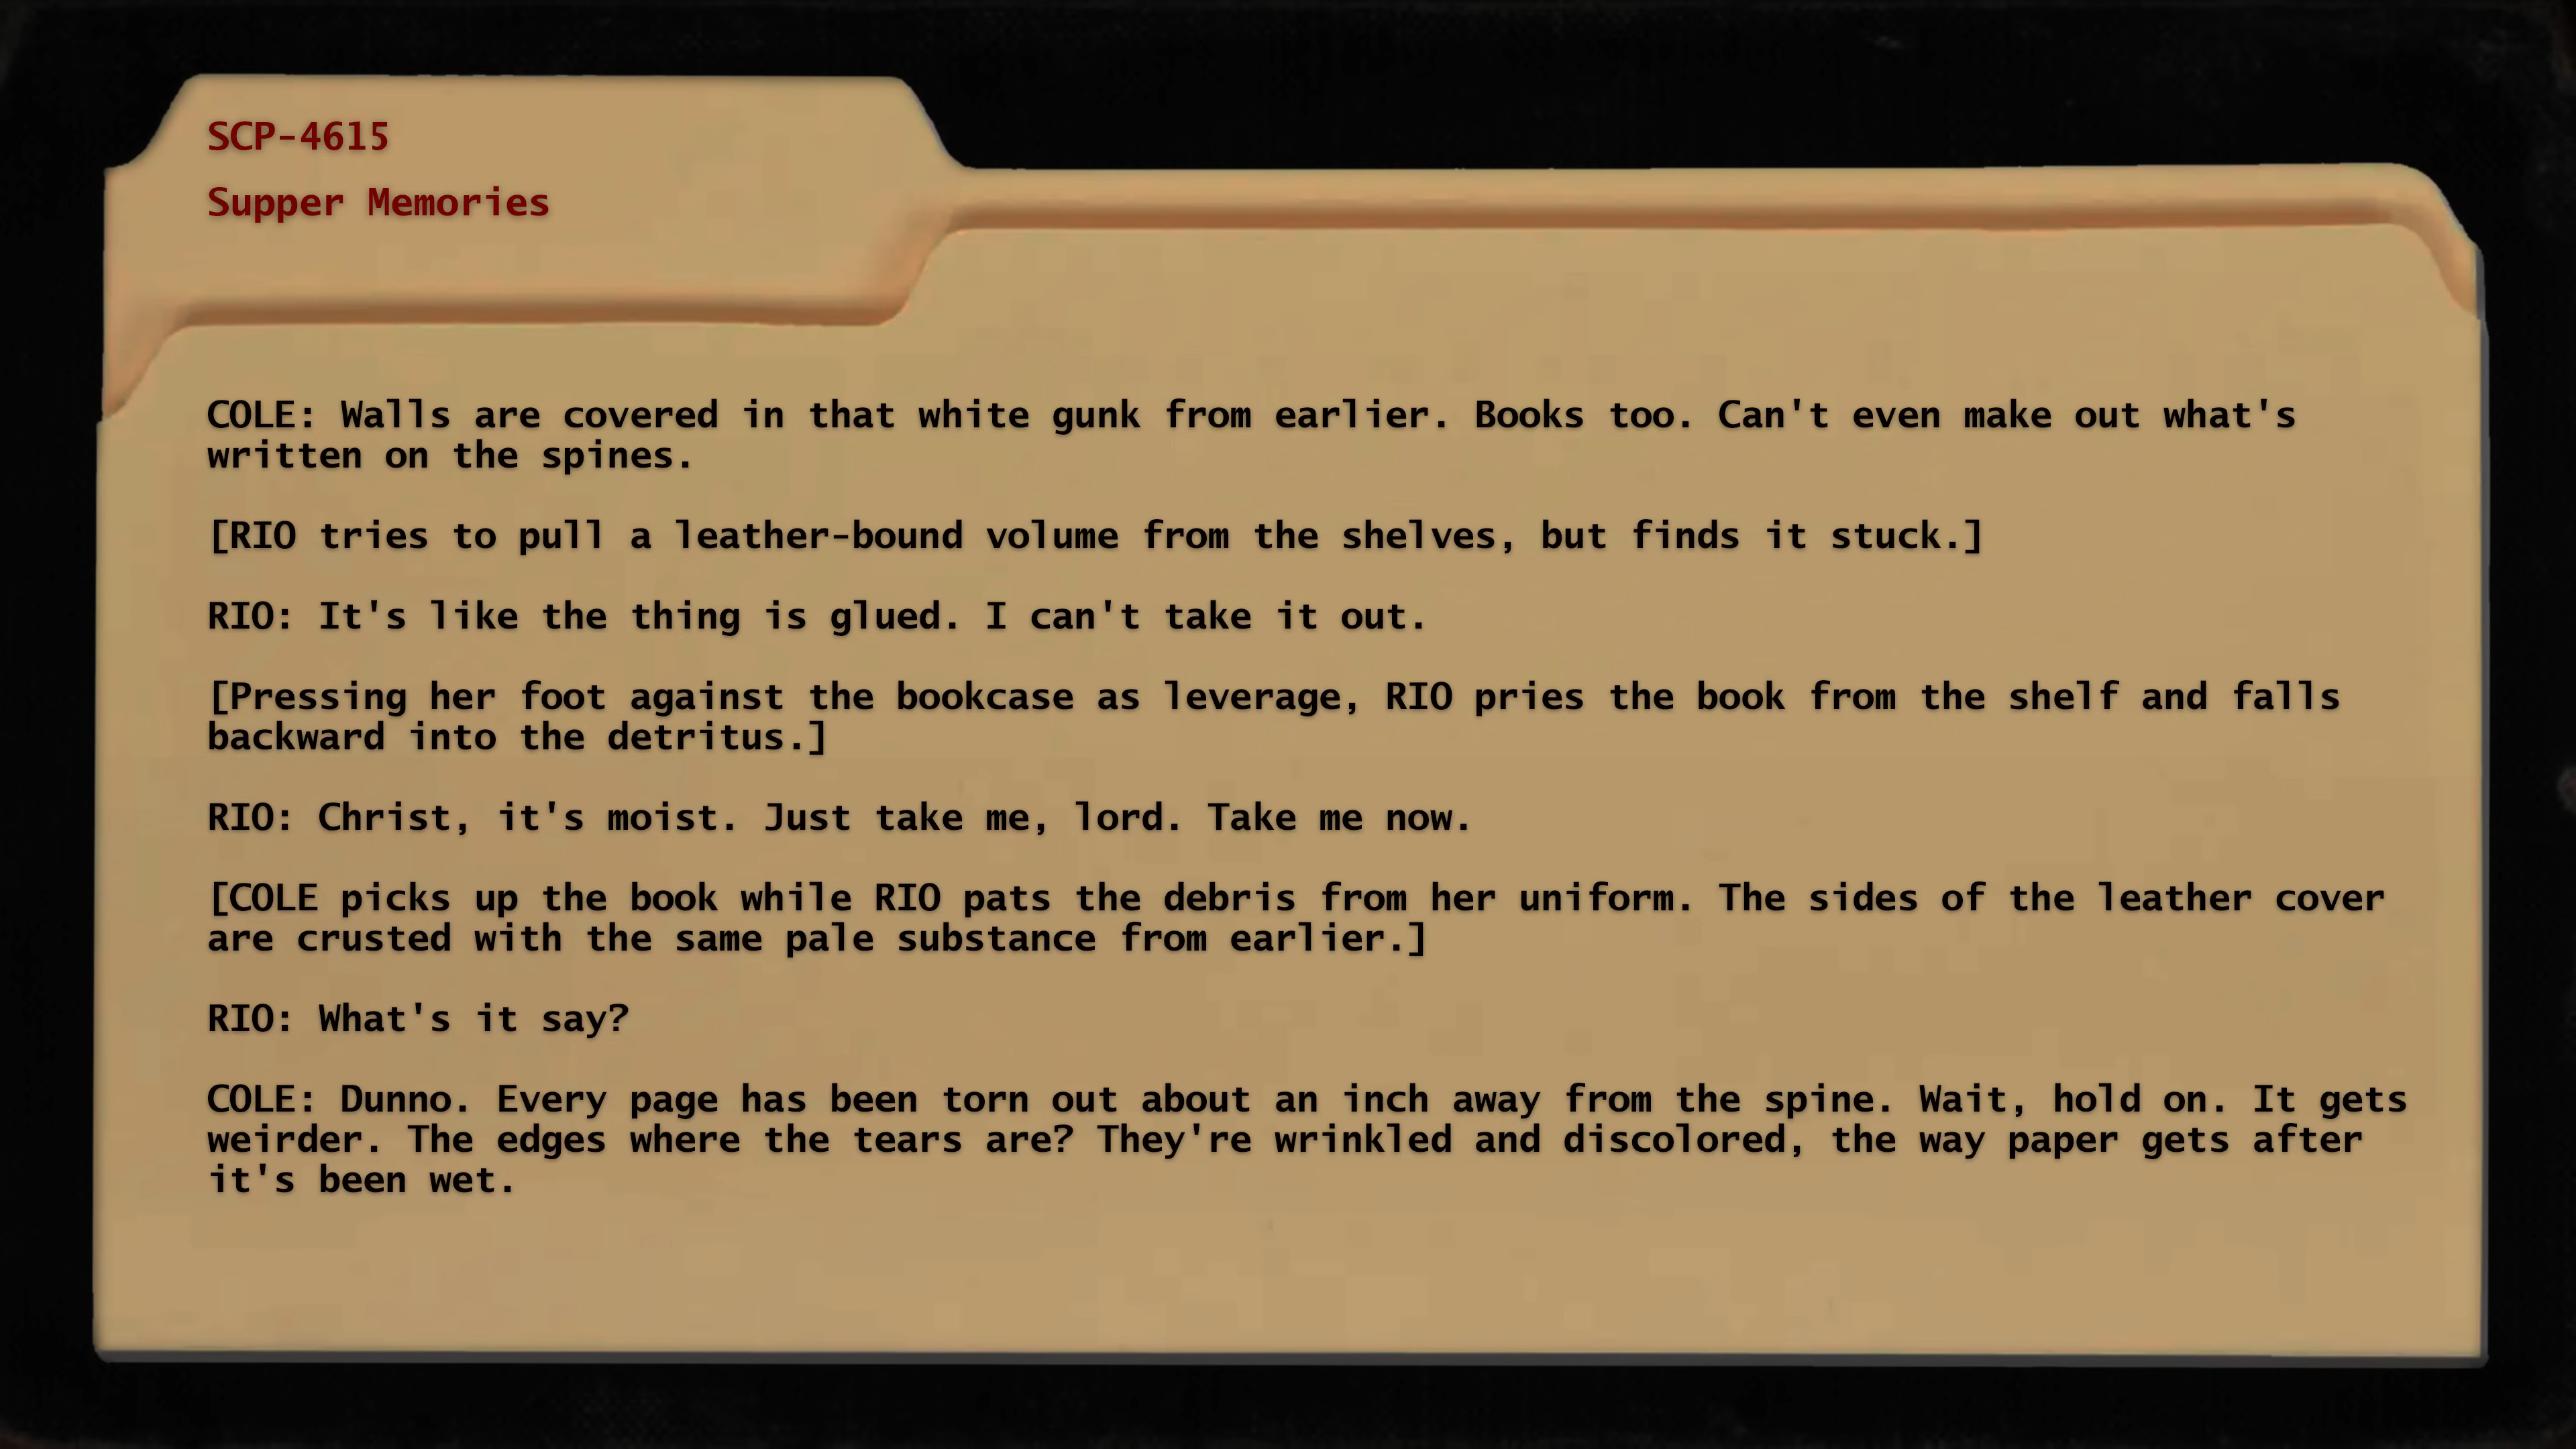 SCP-4615
Supper Memories
COLE: Walls are covered in that white gunk from earlier. Books too. Can't even make out what's
written on the spines.
[RIO tries to pull a leather-bound volume from the shelves, but finds it stuck.]
RIO: It's like the thing is glued. I can't take it out.
[Pressing her foot against the bookcase as leverage, RIO pries the book from the shelf and falls
backward into the detritus.]
RIO: Christ, it's moist. Just take me, lord. Take me now.
[COLE picks up the book while RIO pats the debris from her uniform. The sides of the leather cover
are crusted with the same pale substance from earlier.]
RIO: What's it say?
COLE: Dunno. Every page has been torn out about an inch away from the spine. Wait, hold on. It gets
weirder. The edges where the tears are? They're wrinkled and discolored, the way paper gets after
it's been wet.